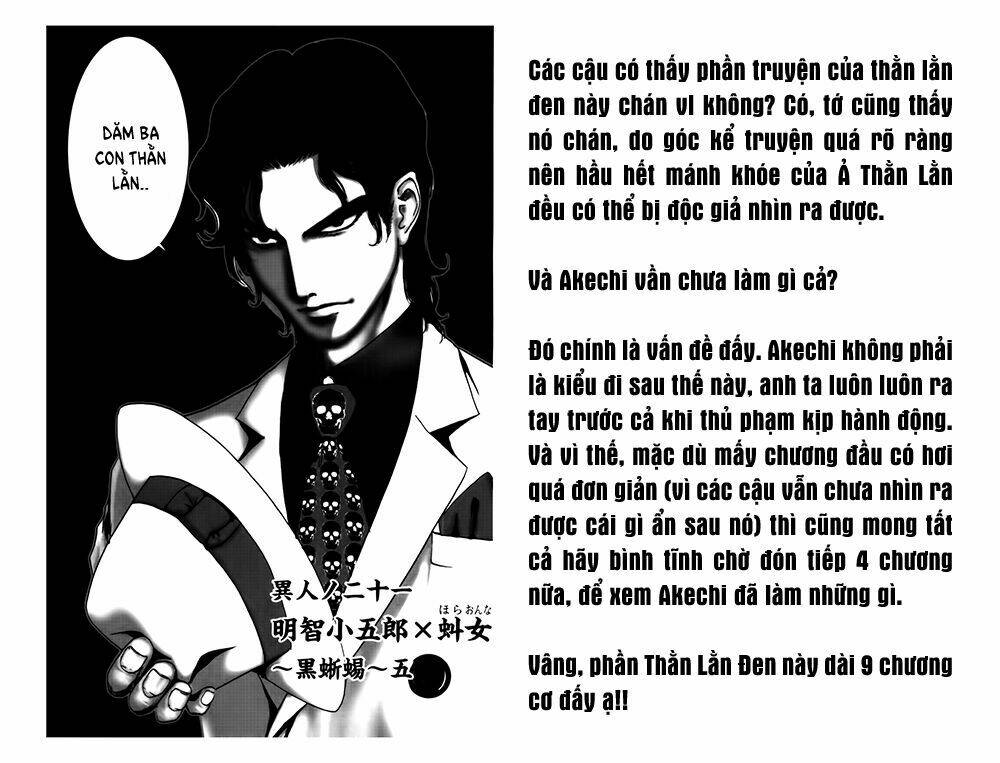 DĂM BA
CON THẰN
LẰN..
異人ノ二十一
ほらおんな
明智小五郎×蚪女
～黒蜥蜴～五
Các cậu có thấy phần truyện của thằn lằn
đen này chán vl không? Có, tớ cũng thấy
nó chán, do góc kể truyện quá rõ ràng
nên hầu hết mánh khóe của Ả Thằn Lằn
đều có thể bị độc giả nhìn ra được.
Và Akechi vần chưa làm gì cả?
Đó chính là vấn đề đấy. Akechi không phải
là kiểu đi sau thế này, anh ta luôn luôn ra
tay trước cả khi thủ phạm kịp hành động.
Và vì thế, mặc dù mấy chương đầu có hơi
quá đơn giản (vì các cậu vẫn chưa nhìn ra
được cái gì ẩn sau nó) thì cũng mong tất
cả hãy bình tĩnh chờ đón tiếp 4 chương
nữa, để xem Akechi đã làm những gì.
Vâng, phần Thằn Lằn Đen này dài 9 chương
cơ đấy ạ!!